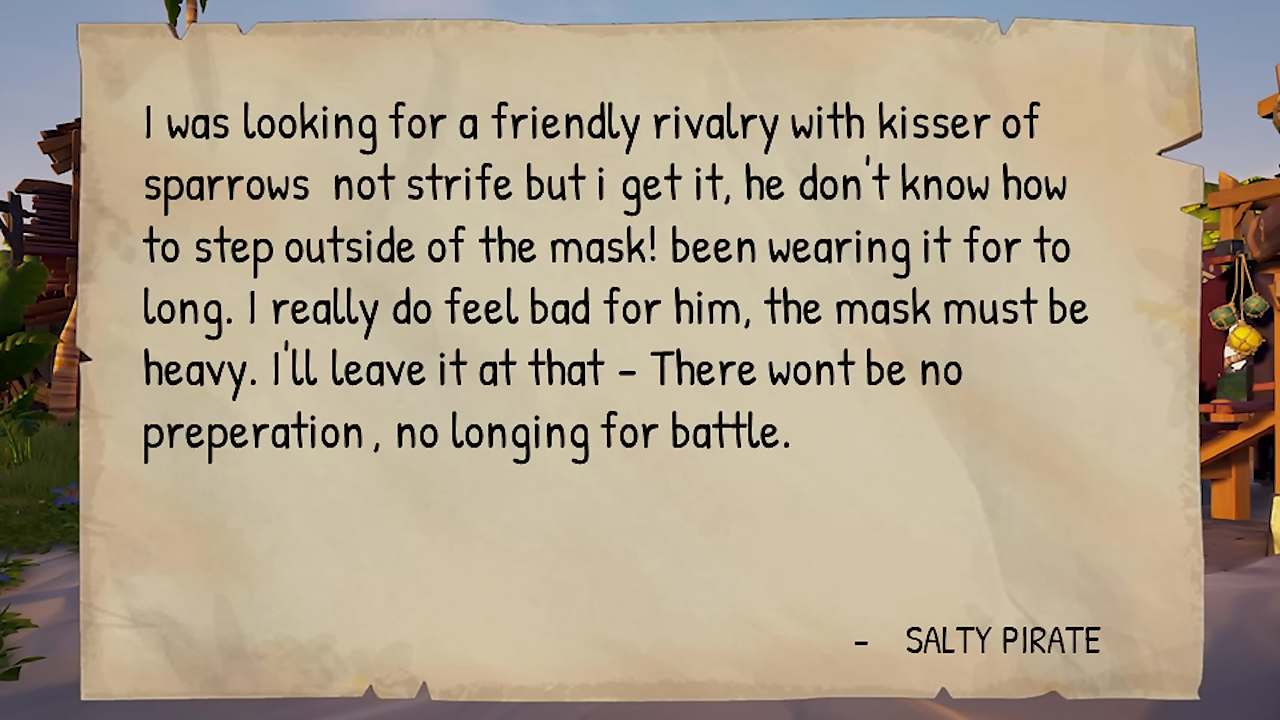 I was looking for a friendly rivalry with kisser of
sparrows  not strife but i get it, he don't know how
to step outside of the mask! been wearing it for to
long. I really do feel bad for him, the mask must be
heavy. I'll leave it at that - There wont be no
preperation , no longing for battle.
- SALTY PIRATE